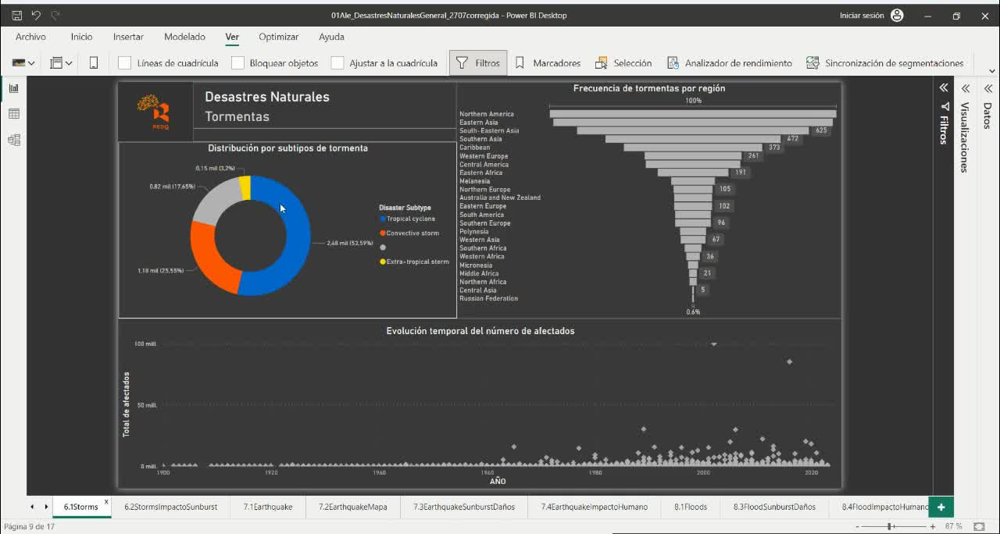 01Ale_DesastresNaturalesGeneral_2707corregida - Power BI Desktop
Iniciar sesión
Archivo Inicio Insertar Modelado Ver Optimizar Ayuda
Líneas de cuadrícula Bloquear objetos Ajustar a la cuadrícula Filtros Marcadores Selección Analizador de rendimiento Sincronización de segmentaciones
RESQ
Desastres Naturales
Tormentas
Distribución por subtipos de tormenta
0,15 mil (3,2%)
0,82 mil (17,65%)
2,48 mil (53,59%)
1,18 mil (25,55%)
Disaster Subtype
Tropical cyclone
Convective storm
Extra-tropical storm
Frecuencia de tormentas por región
100%
Northern America
Eastern Asia
South-Eastern Asia 625
Southern Asia 472
Caribbean 373
Western Europe 261
Central America
Eastern Africa 191
Melanesia
Northern Europe 105
Australia and New Zealand
Eastern Europe 102
South America
Southern Europe 96
Polynesia
Western Asia 67
Southern Africa
Western Africa 36
Micronesia
Middle Africa 21
Northern Africa
Central Asia 5
Russian Federation
0.6%
Evolución temporal del número de afectados
Total de afectados
100 mill.
50 mill.
0 mill.
1900 1920 1940 1960 1980 2000 2020
AÑO
Filtros
Visualizaciones
Datos
6.1Storms x 6.2StormsImpactoSunburst 7.1Earthquake 7.2EarthquakeMapa 7.3EarthquakeSunburstDaños 7.4EarthquakeImpactoHumano 8.1Floods 8.3FloodSunburstDaños 8.4FloodImpactoHumano
Página 9 de 17
- + 87 %